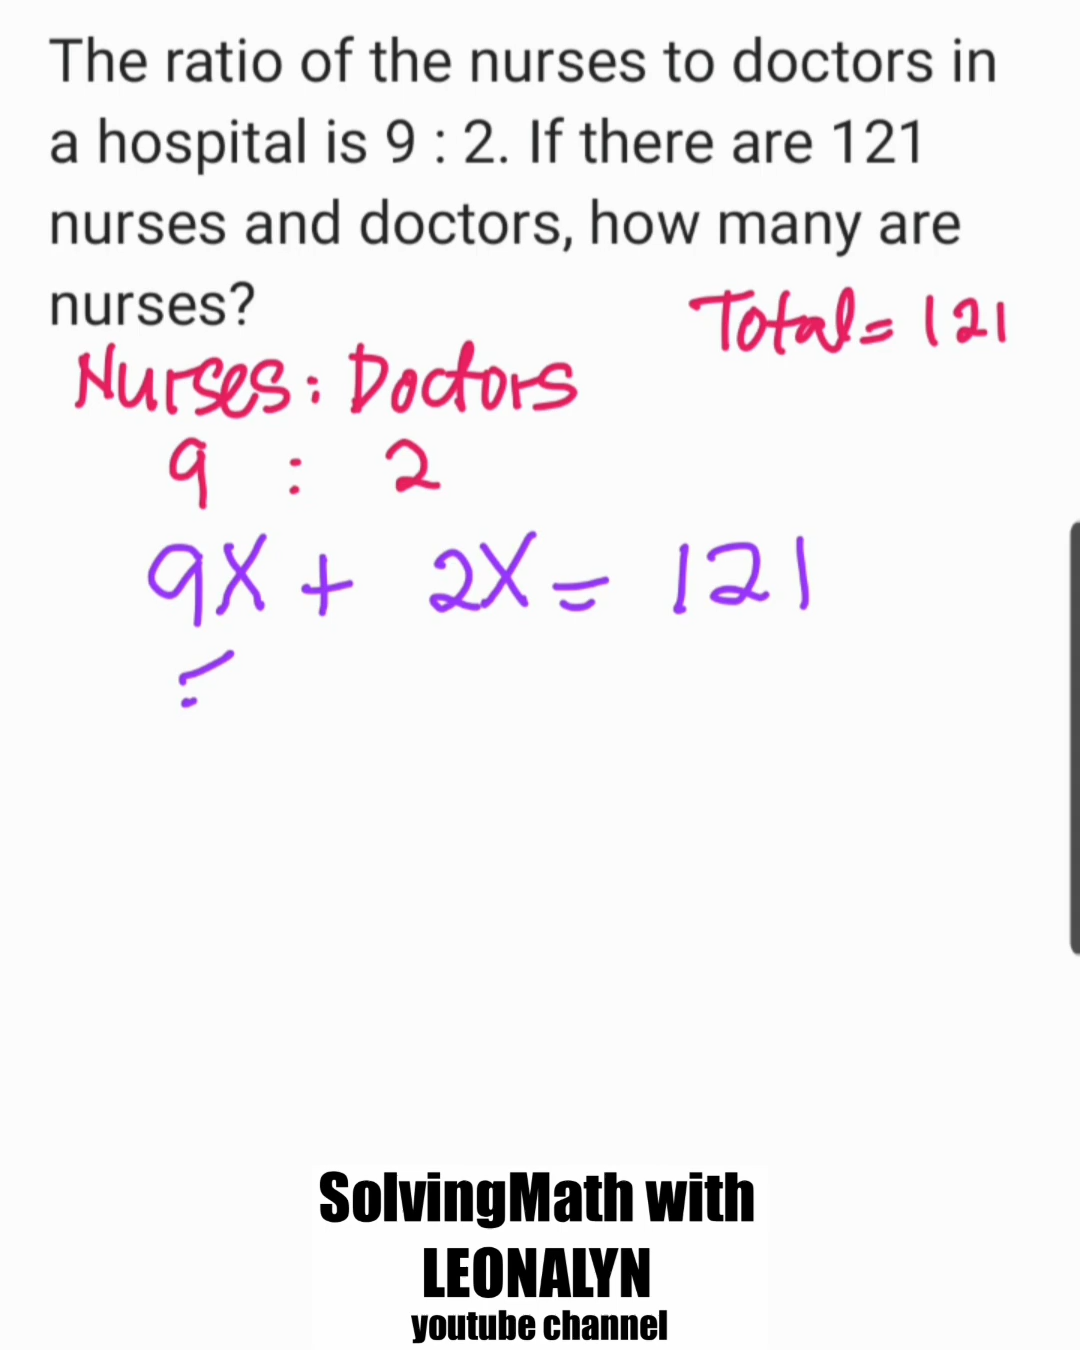 The ratio of the nurses to doctors in
a hospital is 9 : 2. If there are 121
nurses and doctors, how many are
nurses?
Total = 121
Nurses : Doctors
9 : 2
9x + 2x = 121
SolvingMath with
LEONALYN
youtube channel